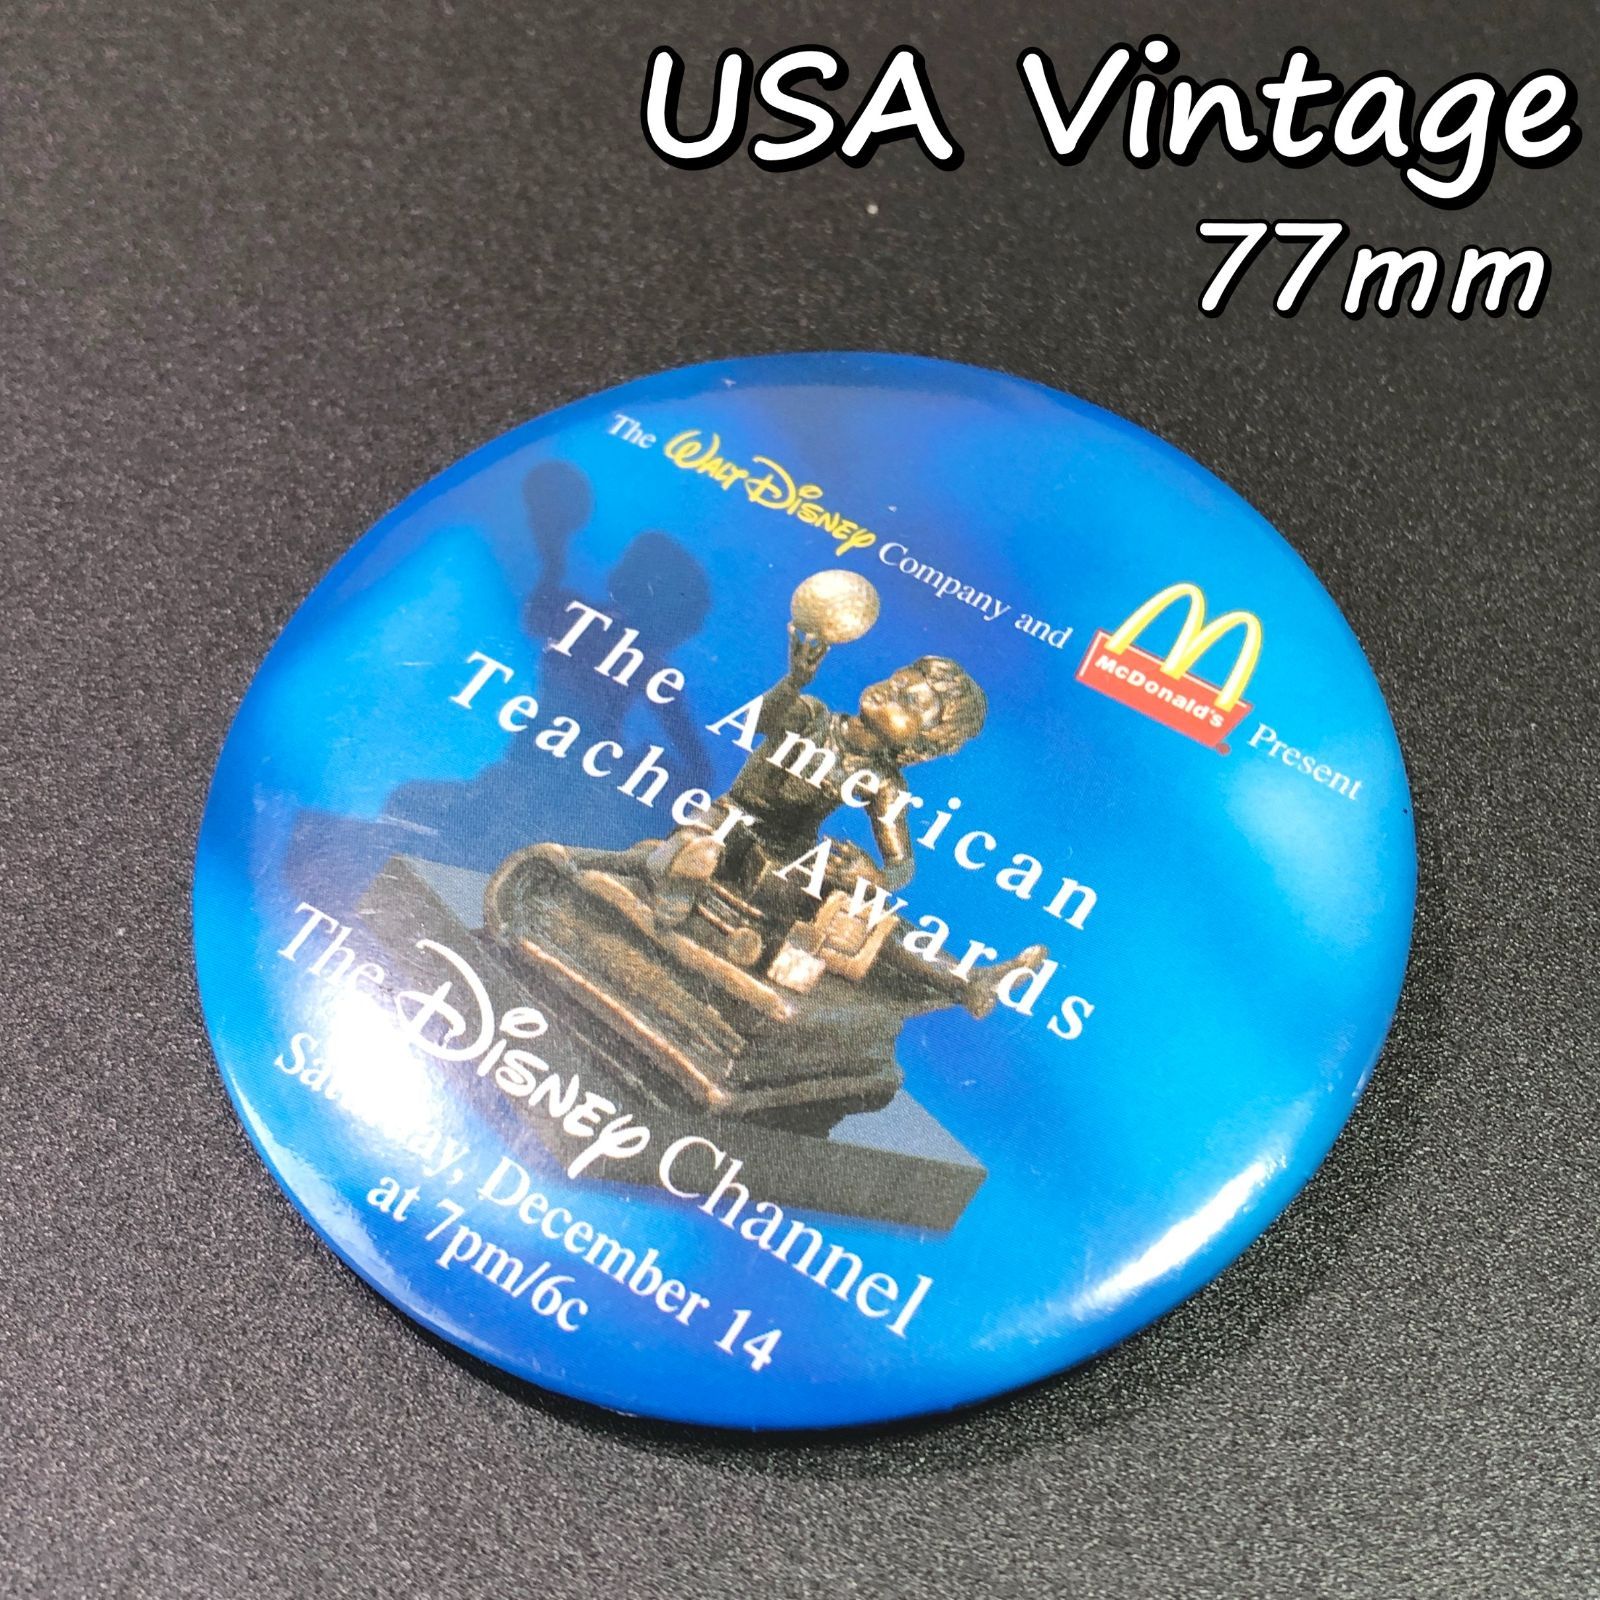 USA Vintage
77mm
The WALT DISNEY Company and McDonald's Present
The American
Teacher Awards
The DISNEY Channel
Saturday, December 14
at 7pm/6c